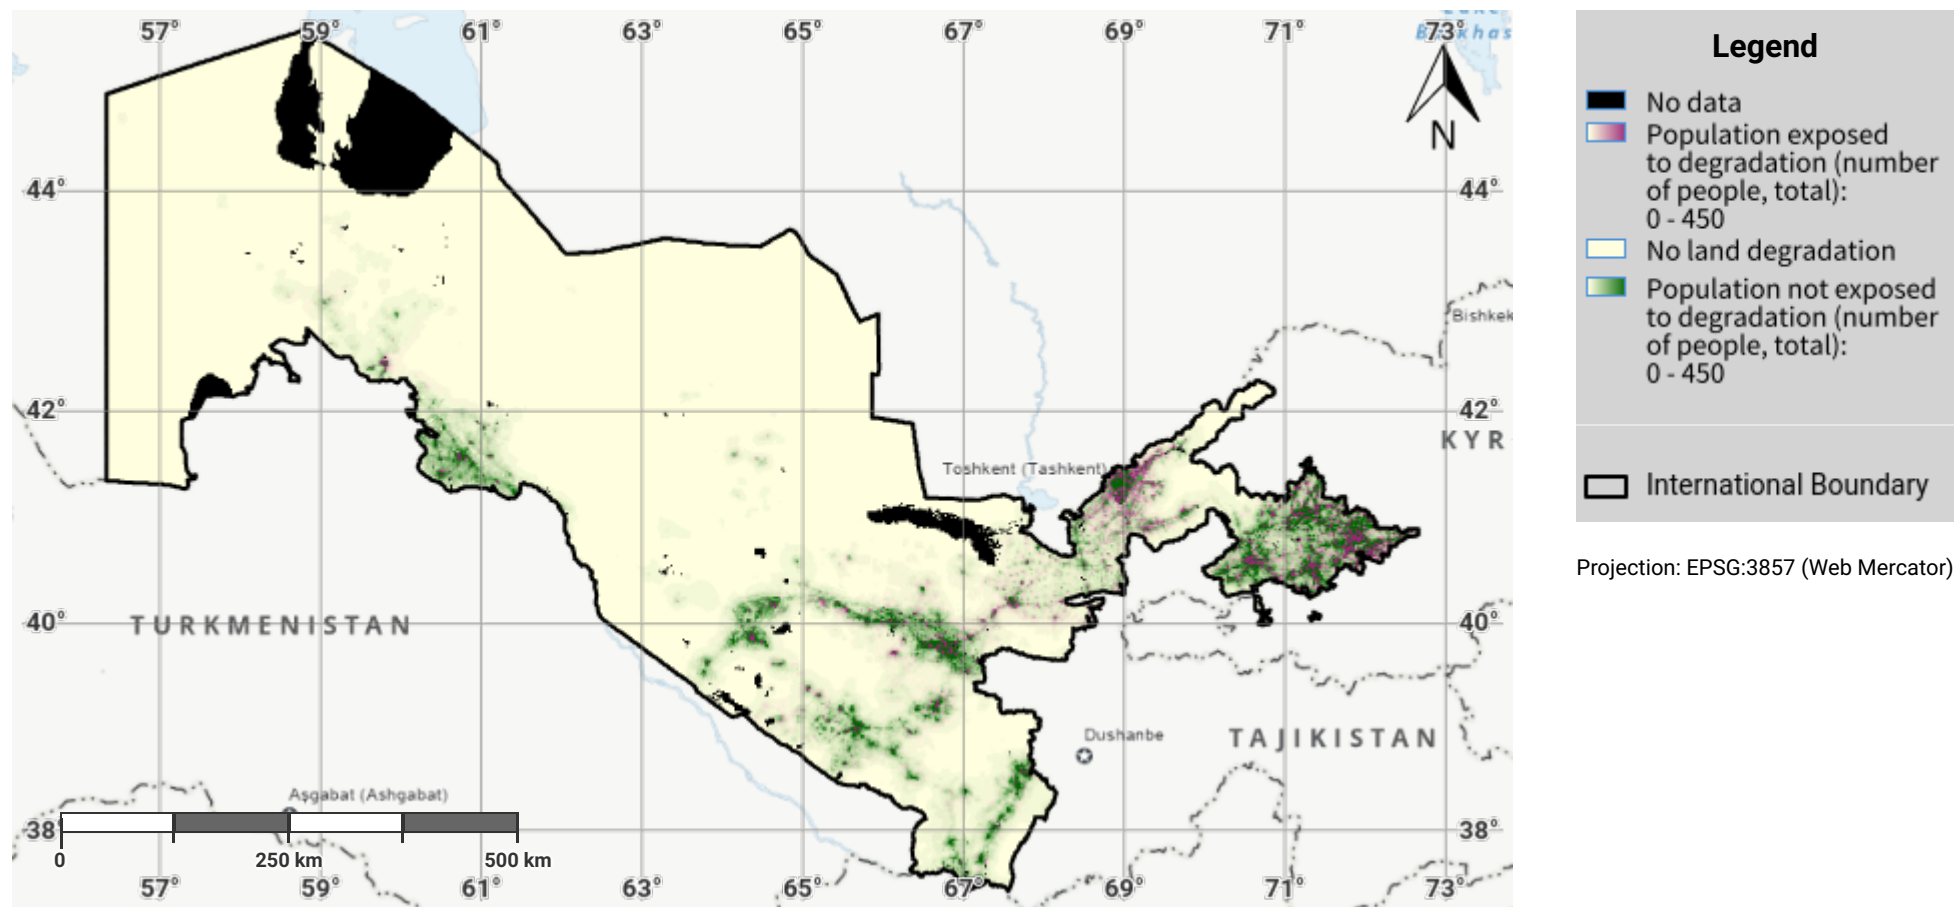 57° 59° 61° 63° 65° 67° 69° 71° 73°
N
44° 44°
Bishkek
42° 42°
KYR
Toshkent (Tashkent)
40° 40°
TURKMENISTAN
Dushanbe
TAJIKISTAN
Aşgabat (Ashgabat)
38° 38°
0 250 km 500 km
57° 59° 61° 63° 65° 67° 69° 71° 73°
Legend
No data
Population exposed
to degradation (number
of people, total):
0 - 450
No land degradation
Population not exposed
to degradation (number
of people, total):
0 - 450
International Boundary
Projection: EPSG:3857 (Web Mercator)